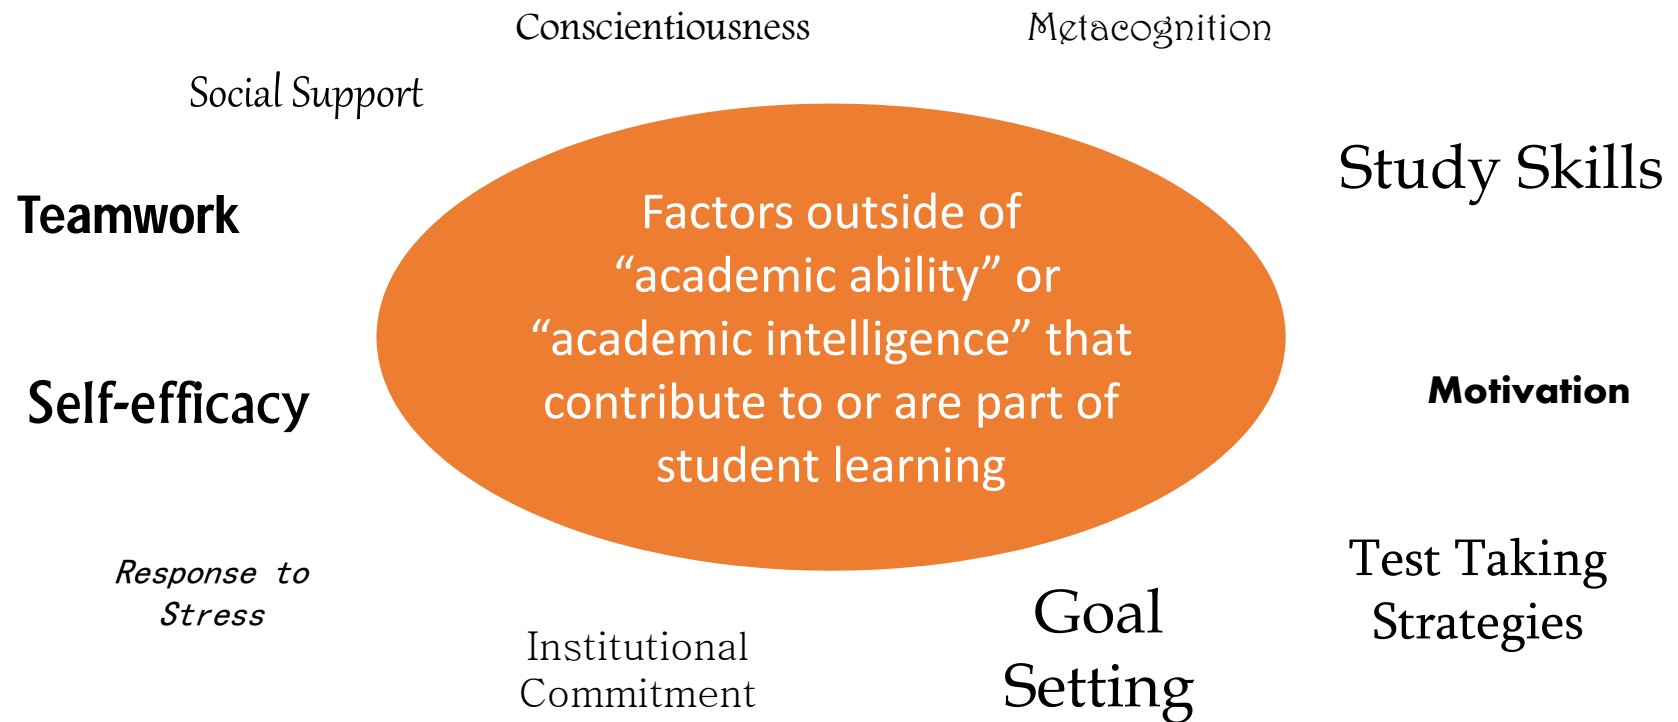 Conscientiousness
Metacognition
Social Support
Study Skills
Teamwork
Factors outside of
“academic ability” or
“academic intelligence” that
contribute to or are part of
student learning
Self-efficacy
Motivation
Response to
Stress
Test Taking
Strategies
Institutional
Commitment
Goal
Setting